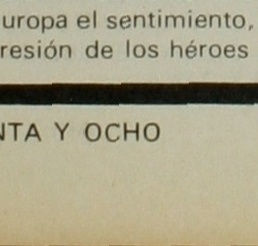 uropa el sentimiento,
resión de los héroes
NTA Y OCHO